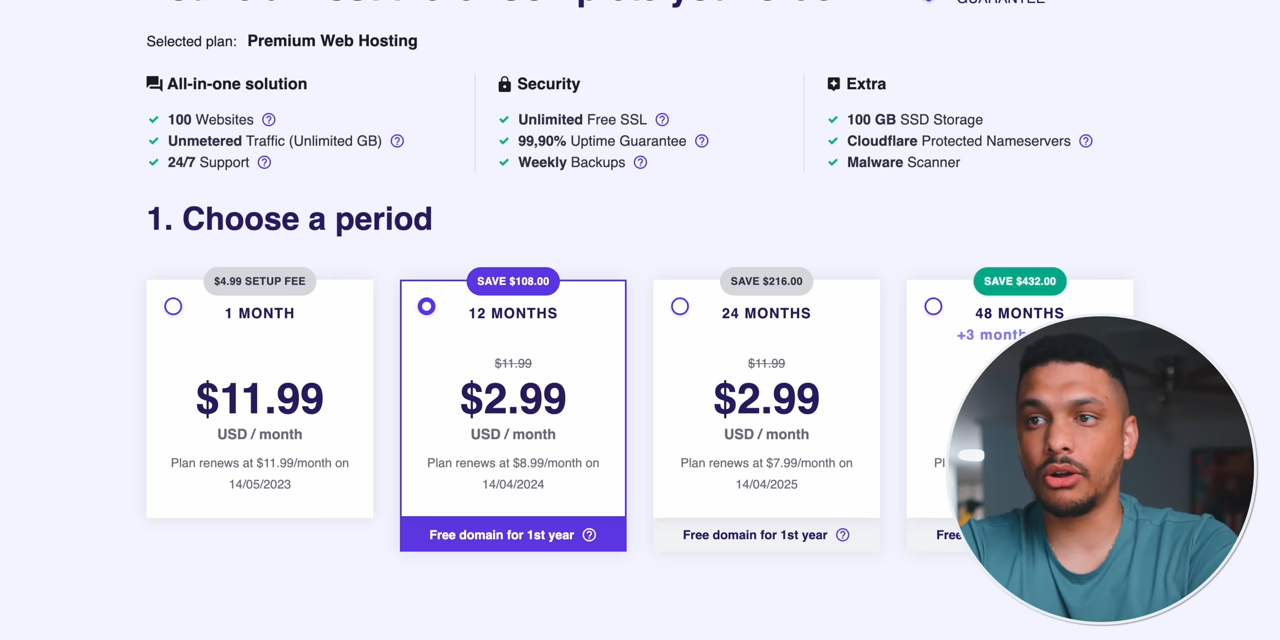 GUARANTEE
Selected plan: Premium Web Hosting
All-in-one solution
100 Websites
Unmetered Traffic (Unlimited GB)
24/7 Support
Security
Unlimited Free SSL
99,90% Uptime Guarantee
Weekly Backups
Extra
100 GB SSD Storage
Cloudflare Protected Nameservers
Malware Scanner
1. Choose a period
$4.99 SETUP FEE
1 MONTH
$11.99
USD / month
Plan renews at $11.99/month on
14/05/2023
SAVE $108.00
12 MONTHS
$11.99
$2.99
USD / month
Plan renews at $8.99/month on
14/04/2024
Free domain for 1st year
SAVE $216.00
24 MONTHS
$11.99
$2.99
USD / month
Plan renews at $7.99/month on
14/04/2025
Free domain for 1st year
SAVE $432.00
48 MONTHS
+3